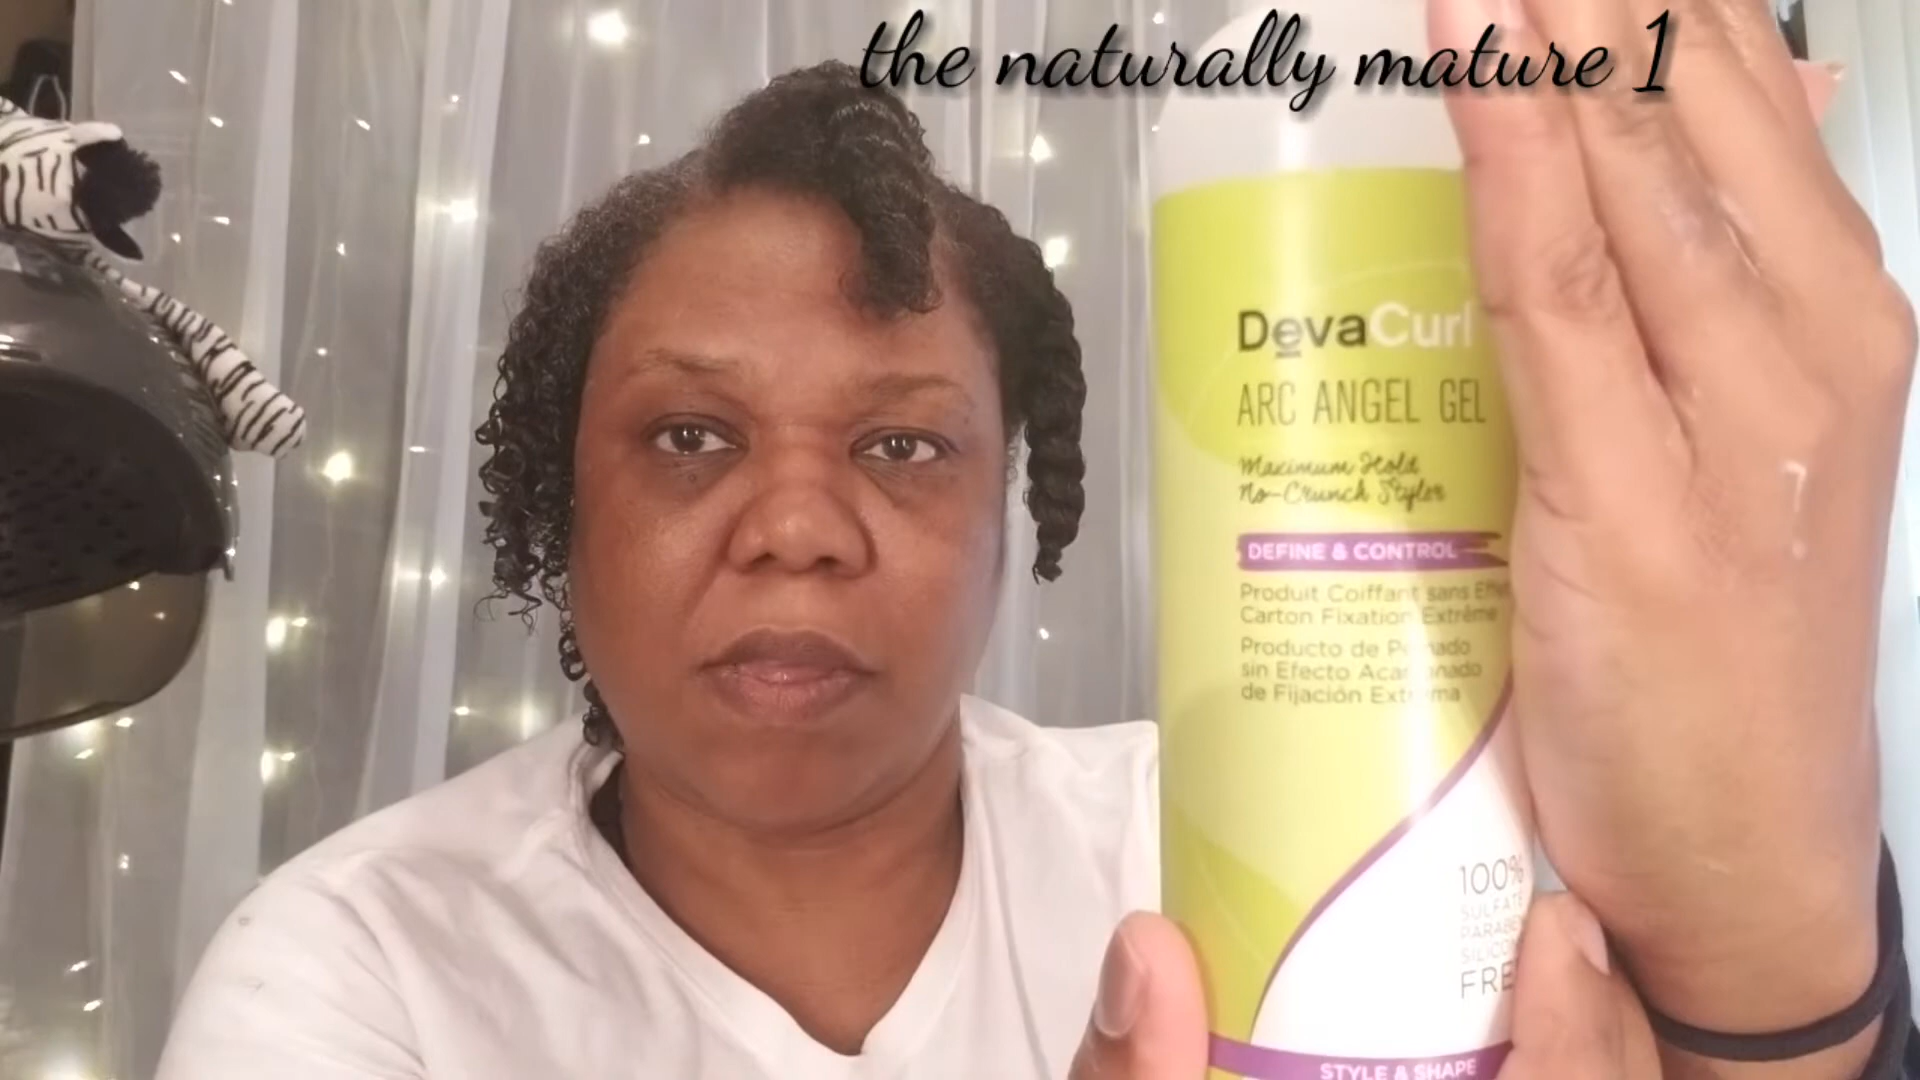 the naturally mature 1
DevaCurl
ARC ANGEL GEL
Maximum Hold
No-Crunch Styler
DEFINE & CONTROL
Produit Coiffant sans
Carton Fixation Extrême
Producto de
sin Efecto
de Fijación
100%
SULFATE
STYLE & SHAPE